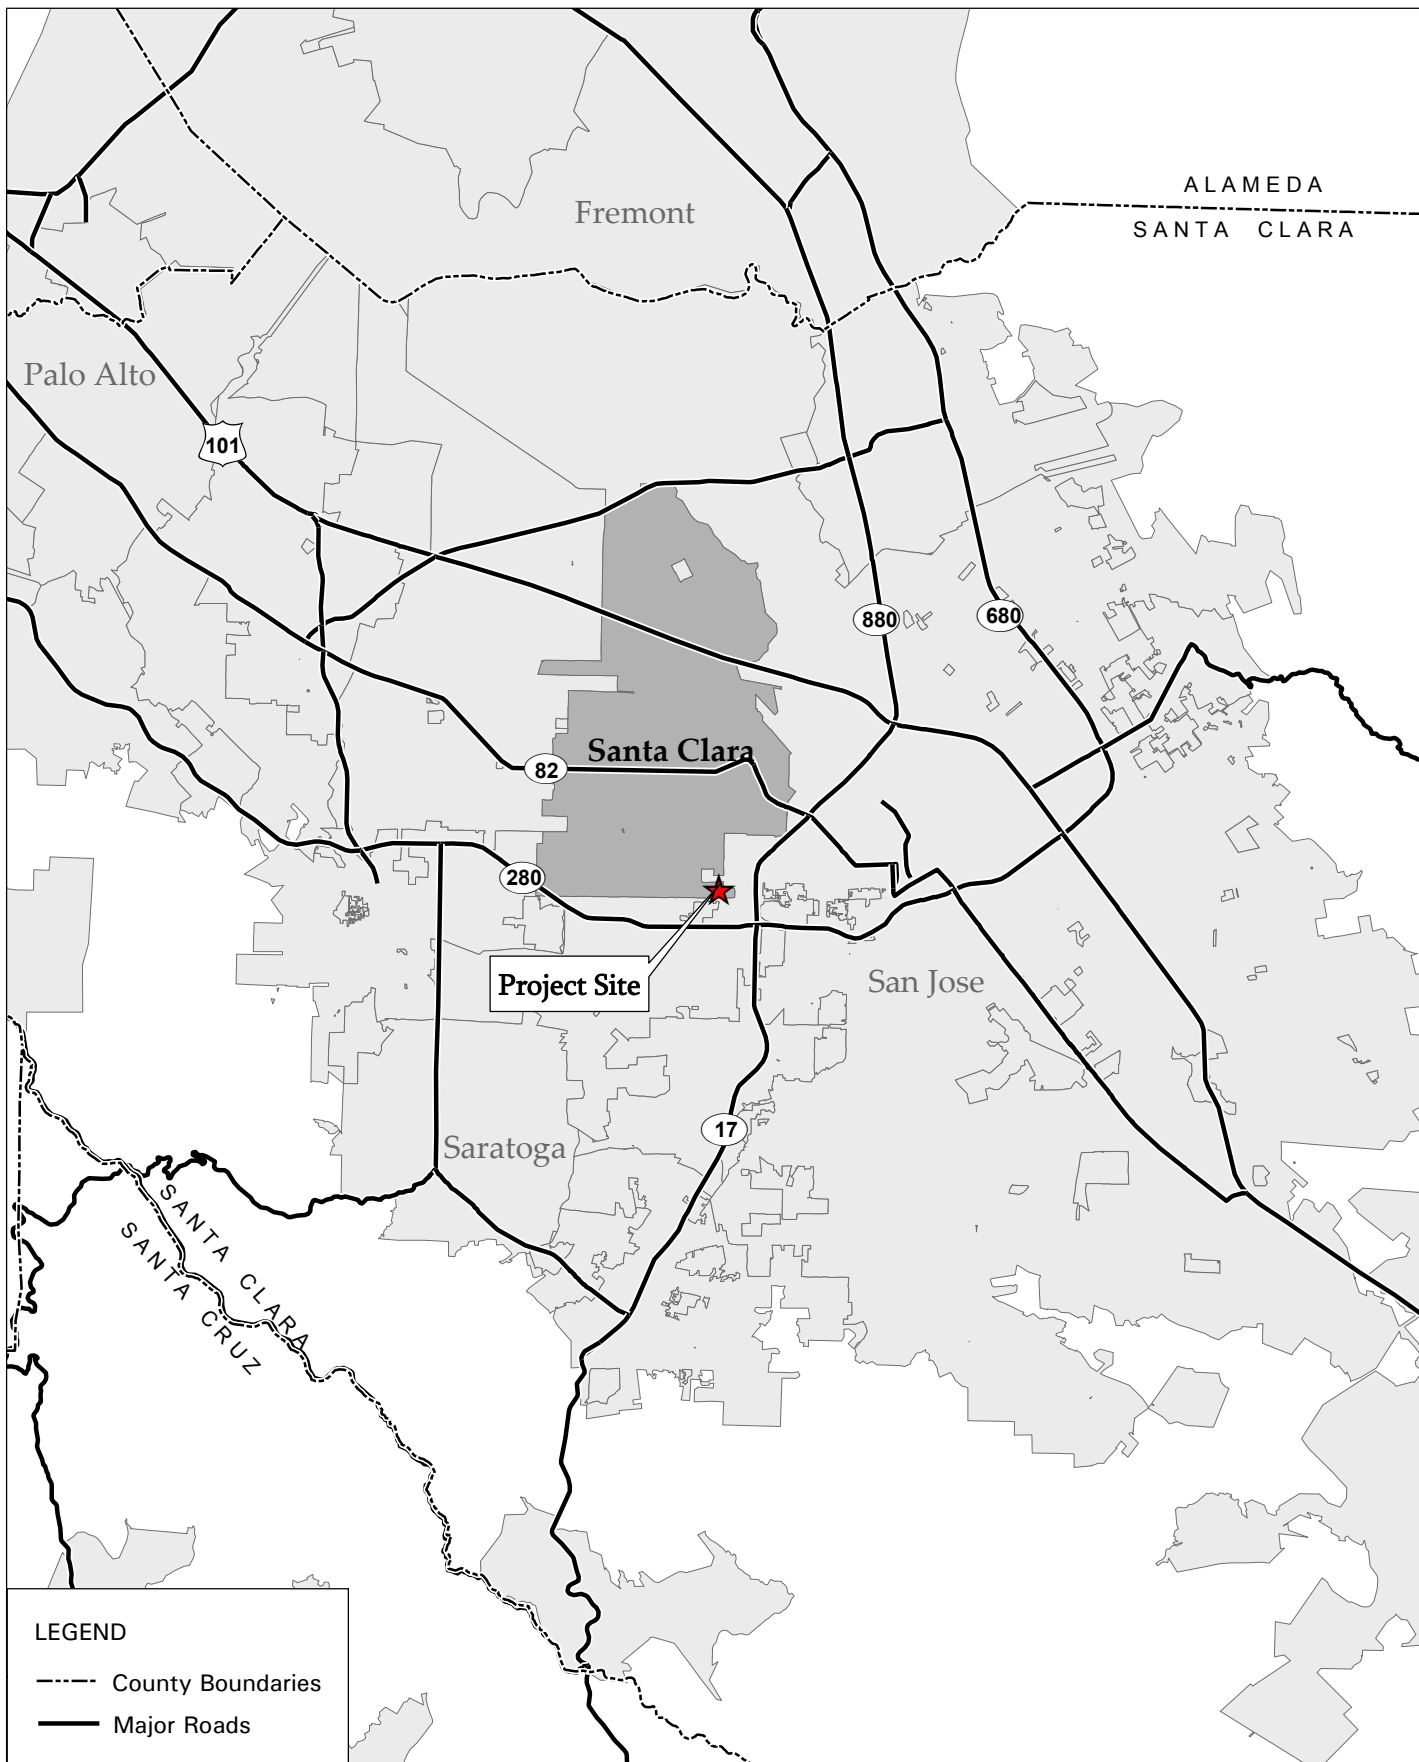 ALAMEDA
SANTA CLARA
Fremont
Palo Alto
101
880
680
Santa Clara
82
280
Project Site
San Jose
17
Saratoga
SANTA CLARA
SANTA CRUZ
LEGEND
County Boundaries
Major Roads